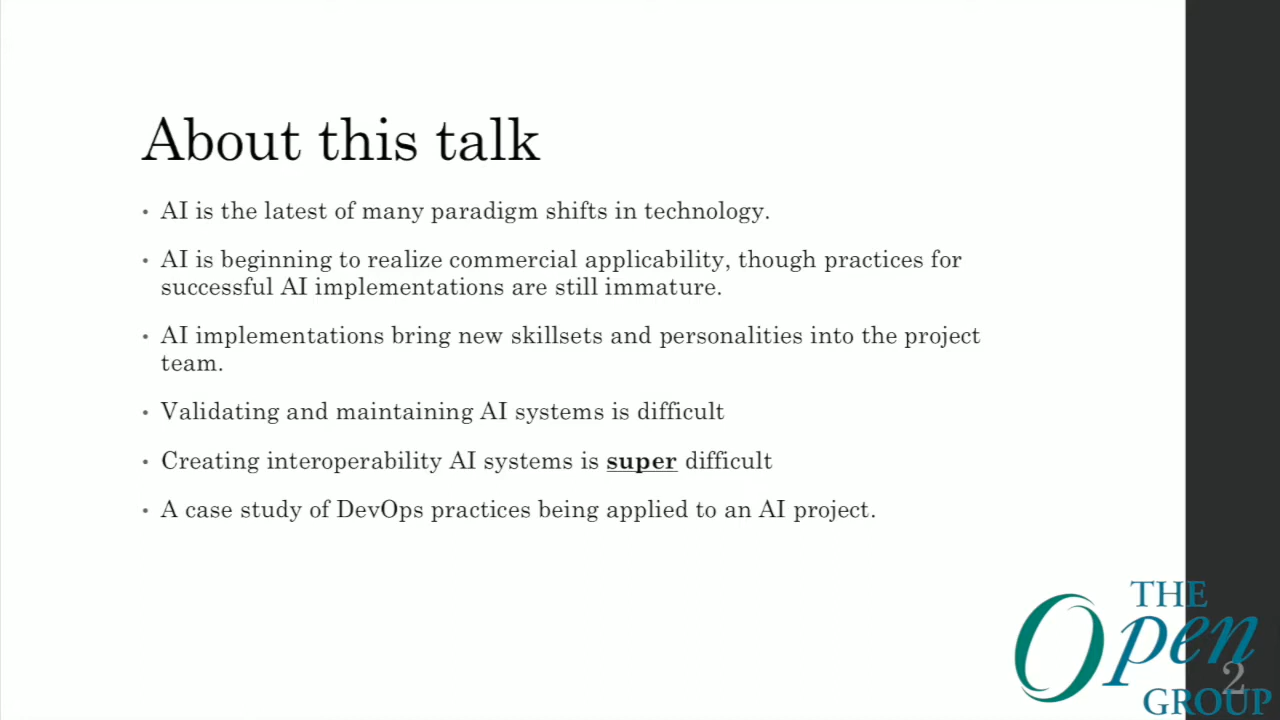 About this talk
• AI is the latest of many paradigm shifts in technology.
• AI is beginning to realize commercial applicability, though practices for
successful AI implementations are still immature.
• AI implementations bring new skillsets and personalities into the project
team.
• Validating and maintaining AI systems is difficult
• Creating interoperability AI systems is super difficult
• A case study of DevOps practices being applied to an AI project.
THE
Open
2
GROUP